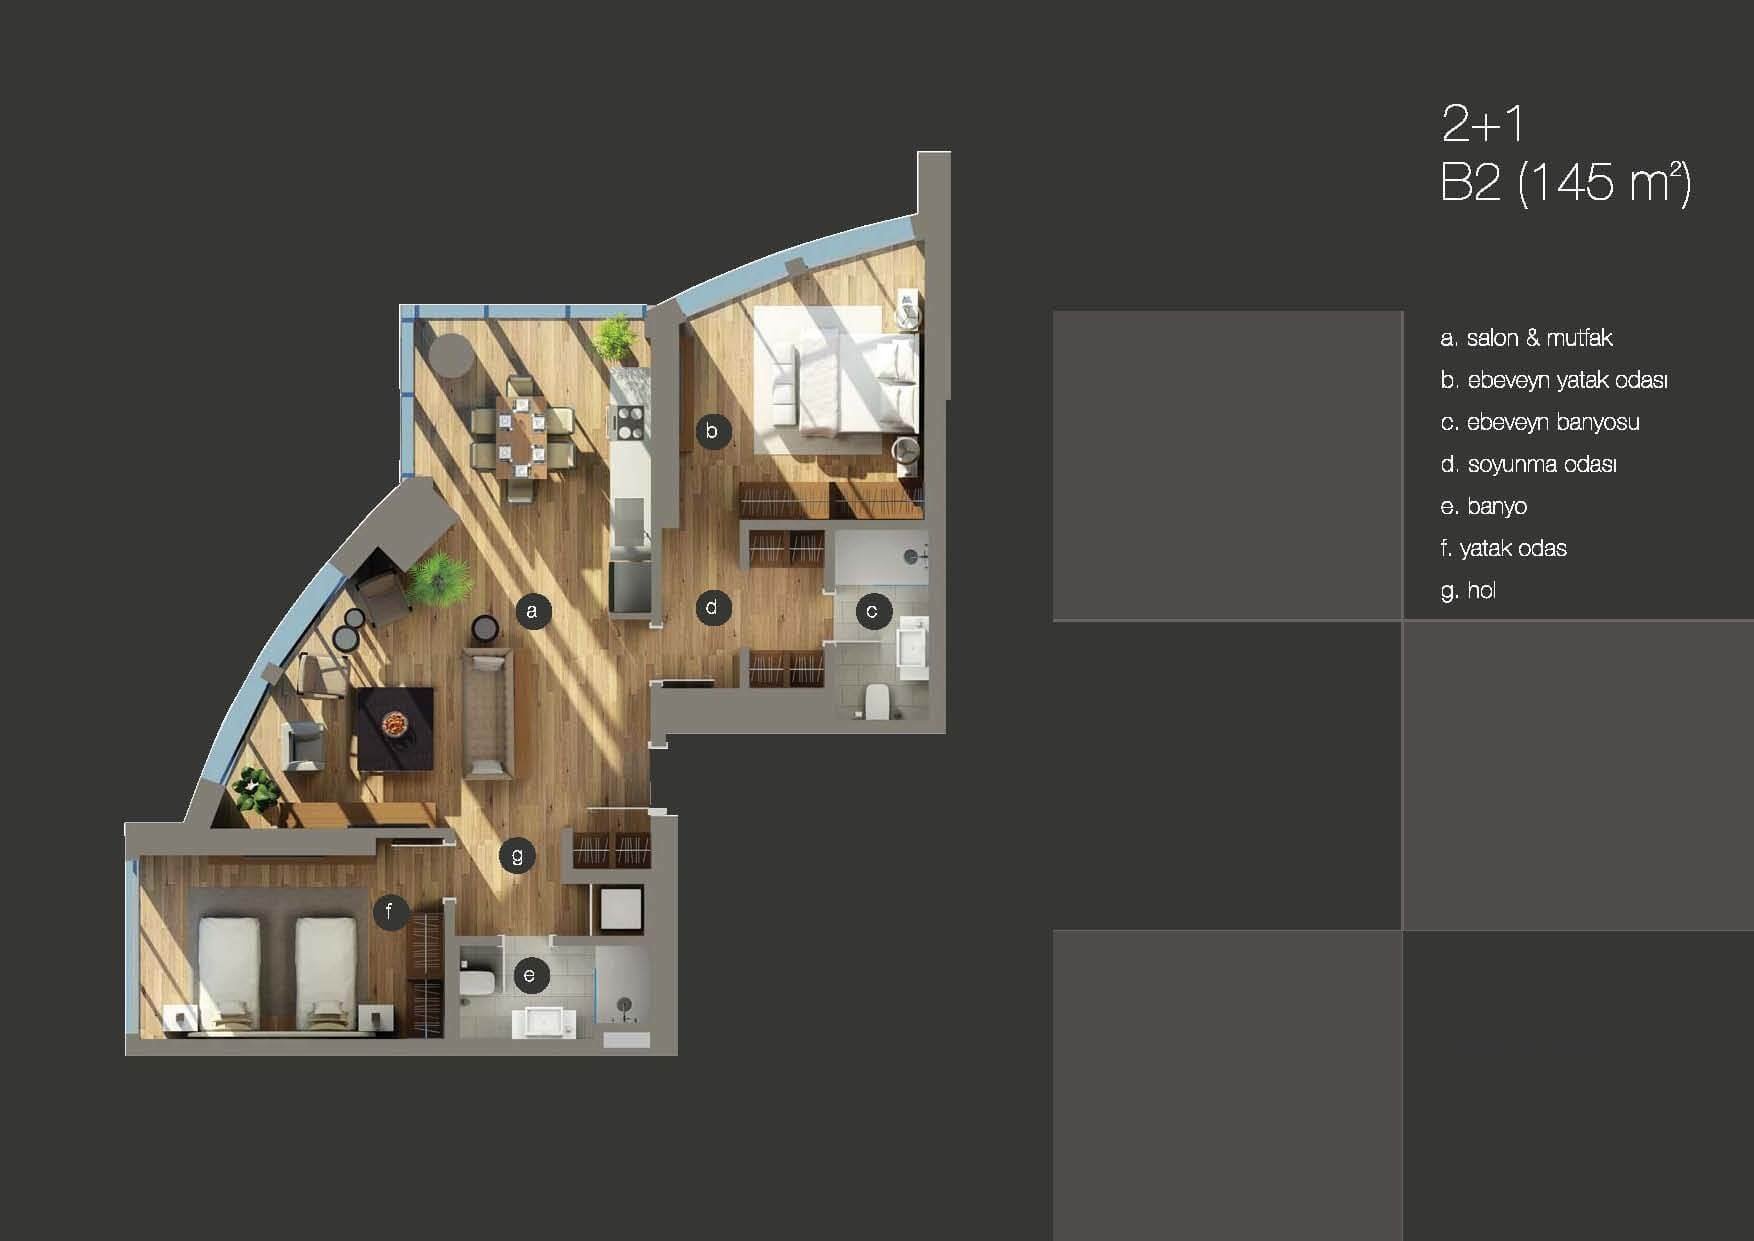 2+1
B2 (145 m²)
a. salon & mutfak
b. ebeveyn yatak odası
c. ebeveyn banyosu
d. soyunma odası
e. banyo
f. yatak odas
g. hol
b
a
d
c
g
f
e